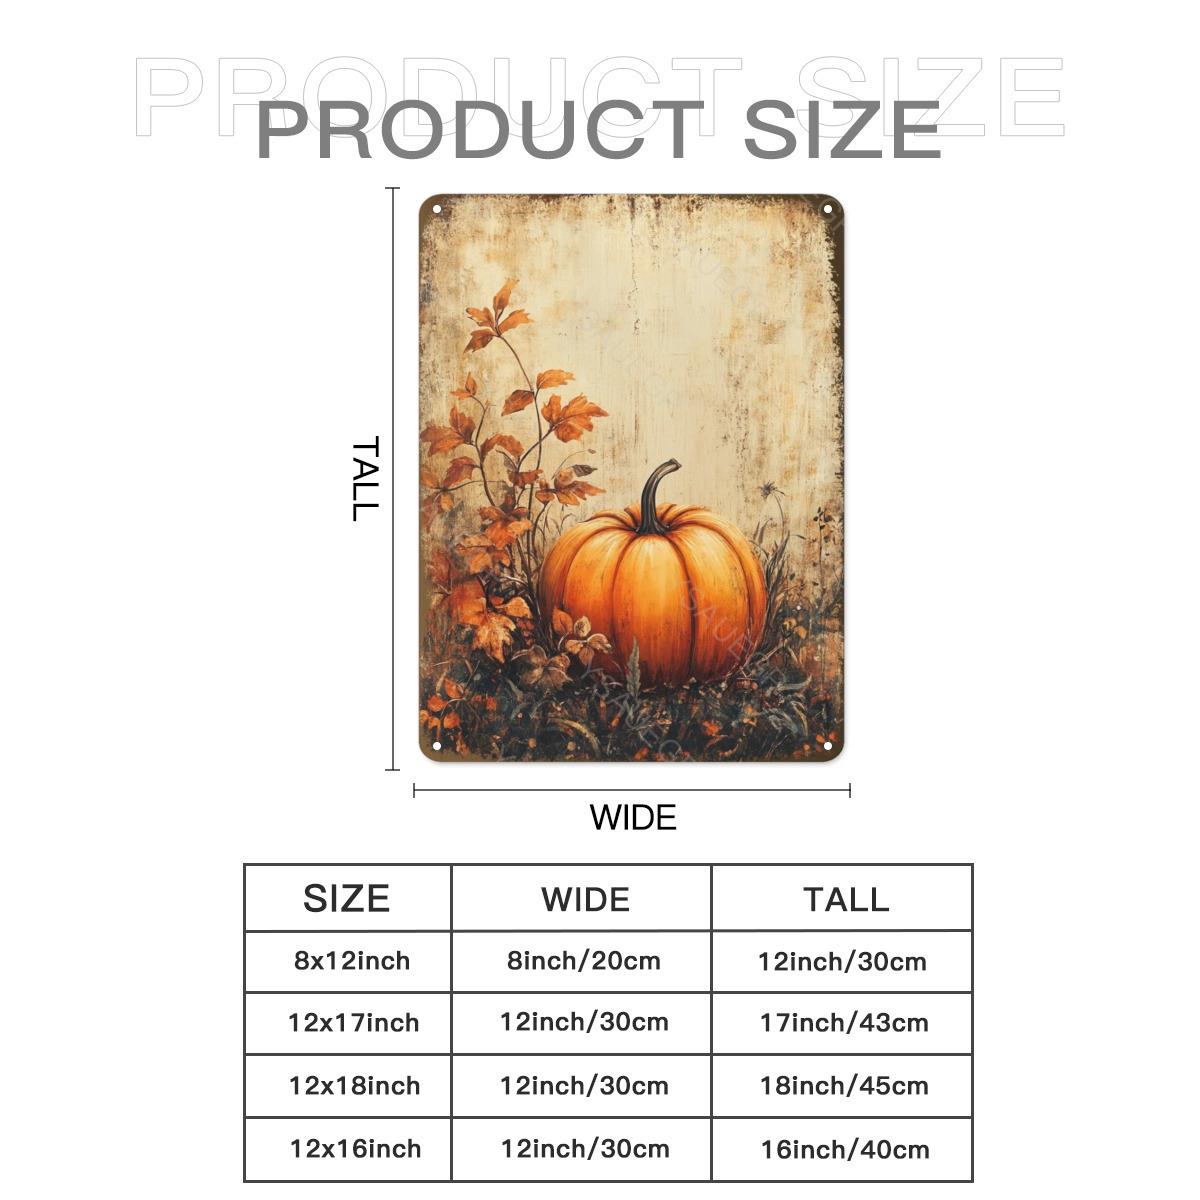 PRODUCT SIZE
PRODUCT SIZE
TALL
WIDE
SIZE WIDE TALL
8x12inch 8inch/20cm 12inch/30cm
12x17inch 12inch/30cm 17inch/43cm
12x18inch 12inch/30cm 18inch/45cm
12x16inch 12inch/30cm 16inch/40cm